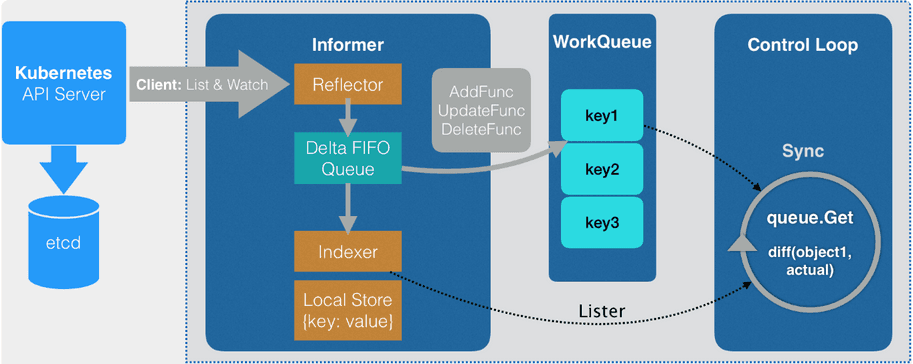 Kubernetes
API Server
etcd
Client: List & Watch
Informer
Reflector
Delta FIFO
Queue
Indexer
Local Store
{key: value}
AddFunc
UpdateFunc
DeleteFunc
WorkQueue
key1
key2
key3
Lister
Control Loop
Sync
queue.Get
diff(object1,
actual)